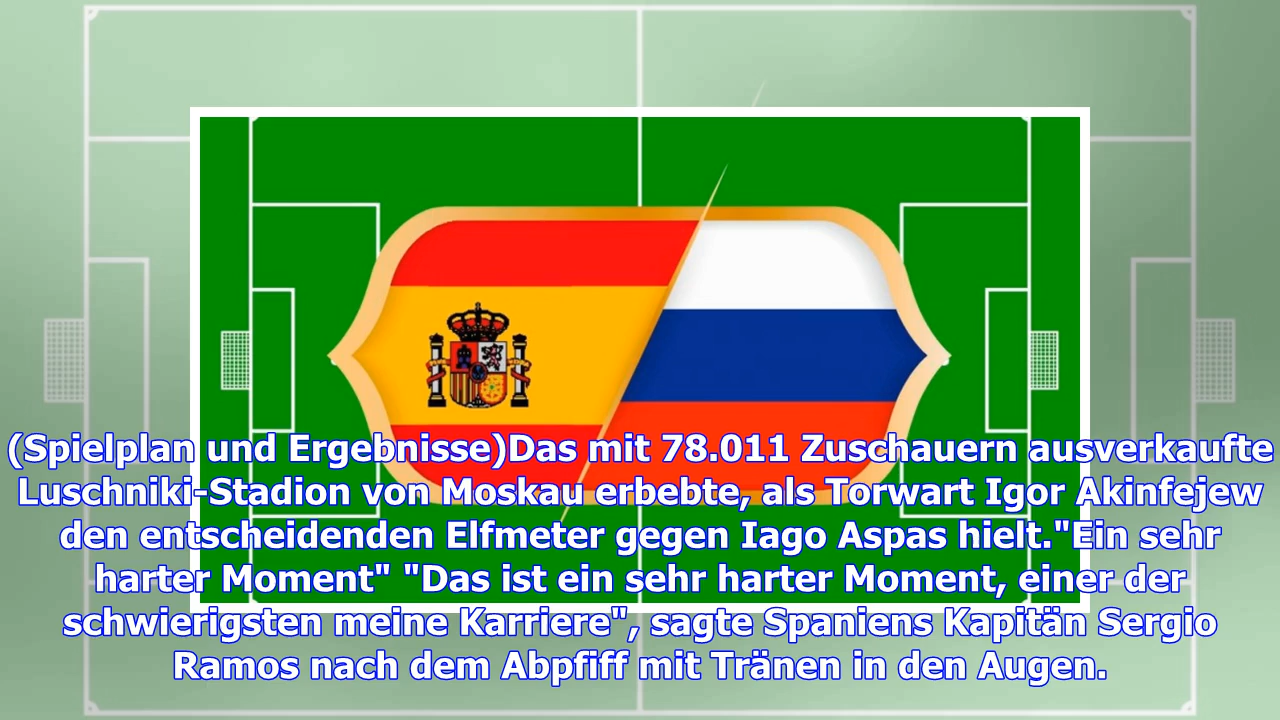 (Spielplan und Ergebnisse)Das mit 78.011 Zuschauern ausverkaufte
Luschniki-Stadion von Moskau erbebte, als Torwart Igor Akinfejew
den entscheidenden Elfmeter gegen Iago Aspas hielt."Ein sehr
harter Moment" "Das ist ein sehr harter Moment, einer der
schwierigsten meine Karriere", sagte Spaniens Kapitän Sergio
Ramos nach dem Abpfiff mit Tränen in den Augen.